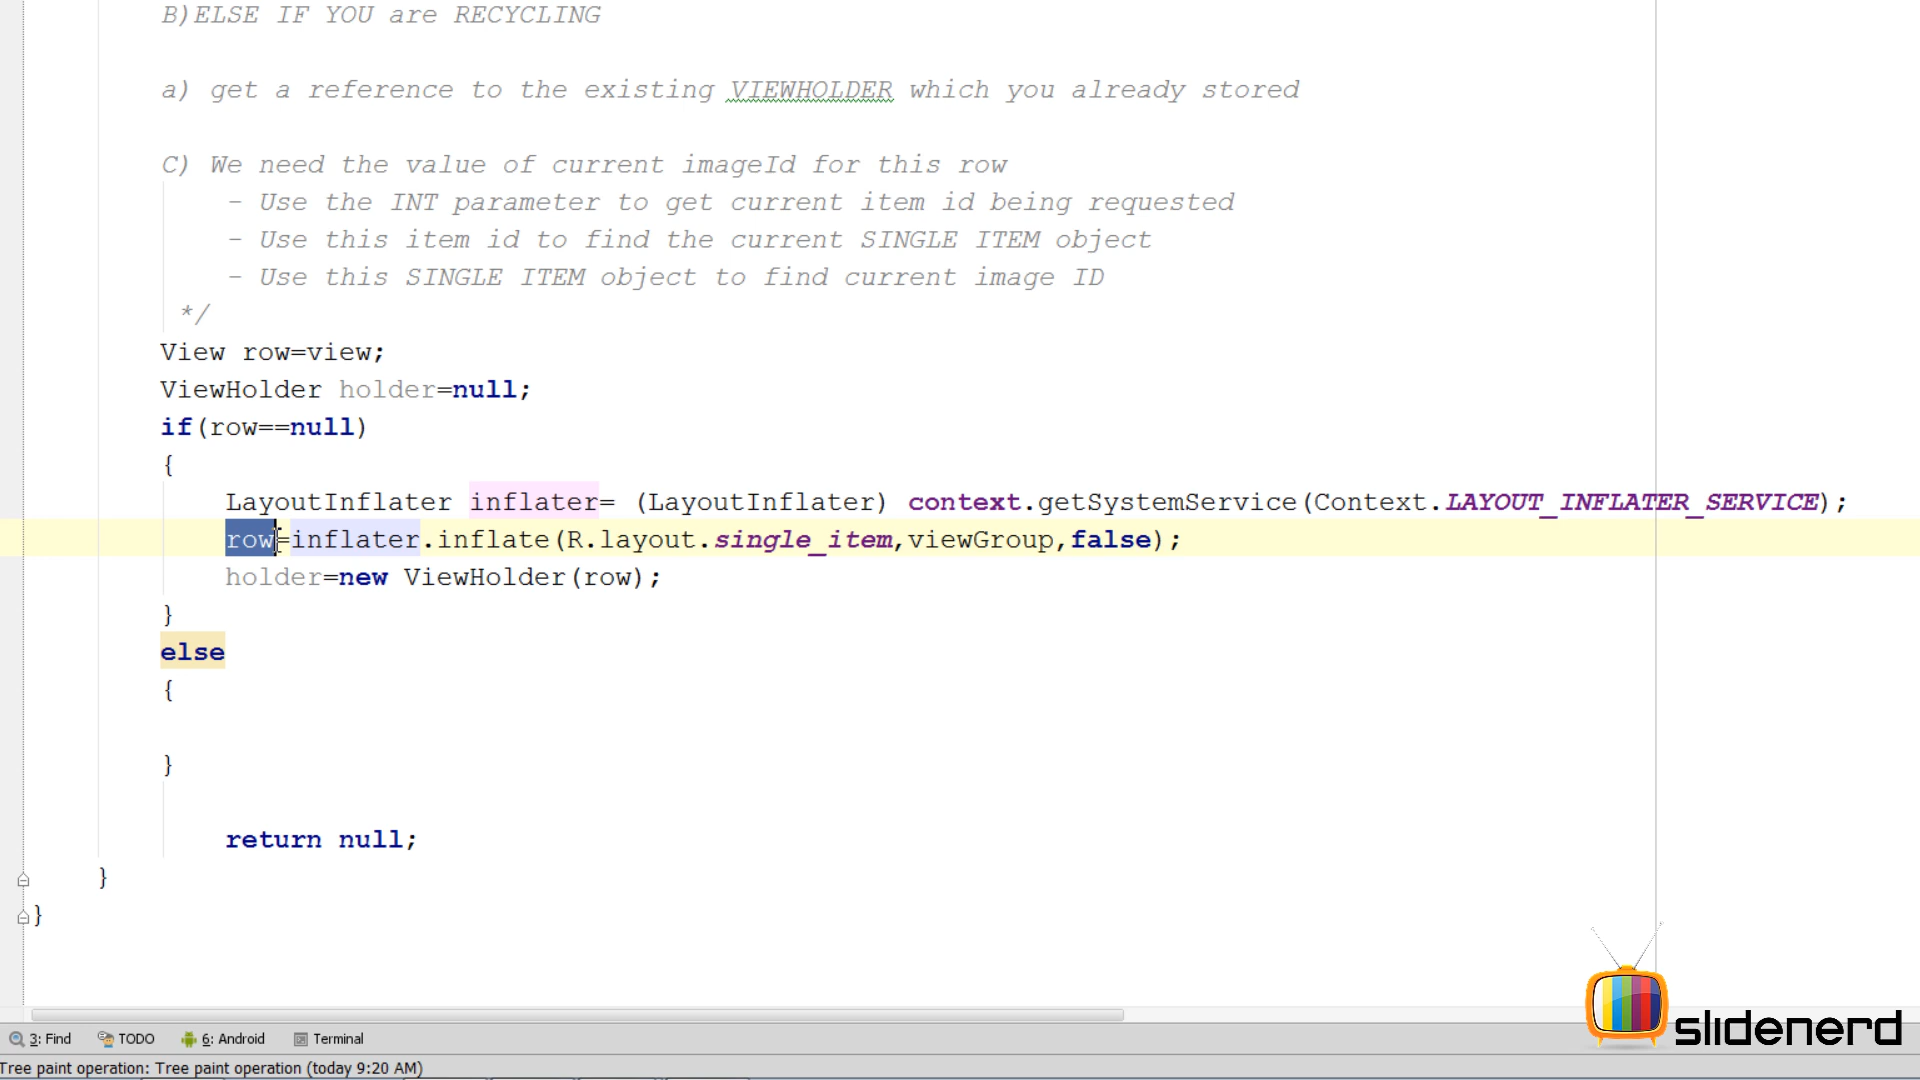 B)ELSE IF YOU are RECYCLING
a) get a reference to the existing VIEWHOLDER which you already stored
C) We need the value of current imageId for this row
- Use the INT parameter to get current item id being requested
- Use this item id to find the current SINGLE ITEM object
- Use this SINGLE ITEM object to find current image ID
*/
View row=view;
ViewHolder holder=null;
if(row==null)
{
LayoutInflater inflater= (LayoutInflater) context.getSystemService(Context.LAYOUT_INFLATER_SERVICE);
row=inflater.inflate(R.layout.single_item,viewGroup,false);
holder=new ViewHolder(row);
}
else
{
}
return null;
}
}
slidenerd
3: Find TODO 6: Android Terminal
Tree paint operation: Tree paint operation (today 9:20 AM)